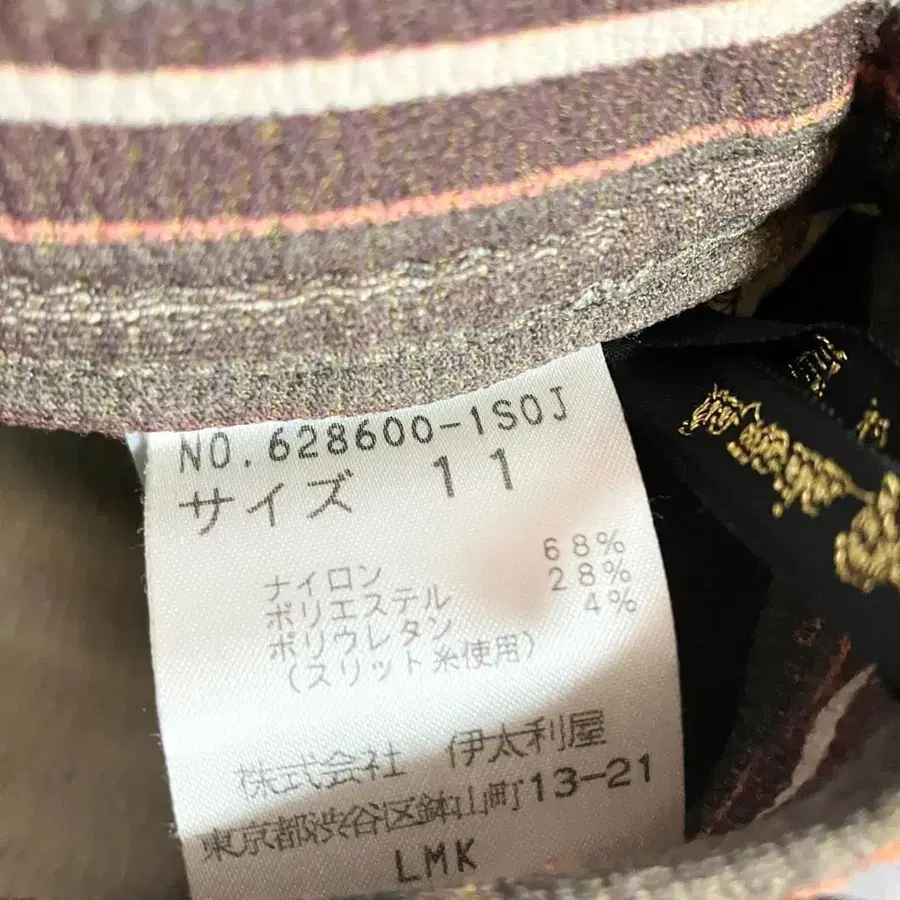 NO.628600-1S0J
サイズ 11
ナイロン 68%
ポリエステル 28%
ポリウレタン 4%
(スリット糸使用)
株式会社 伊太利屋
東京都渋谷区鉢山町13-21
LMK